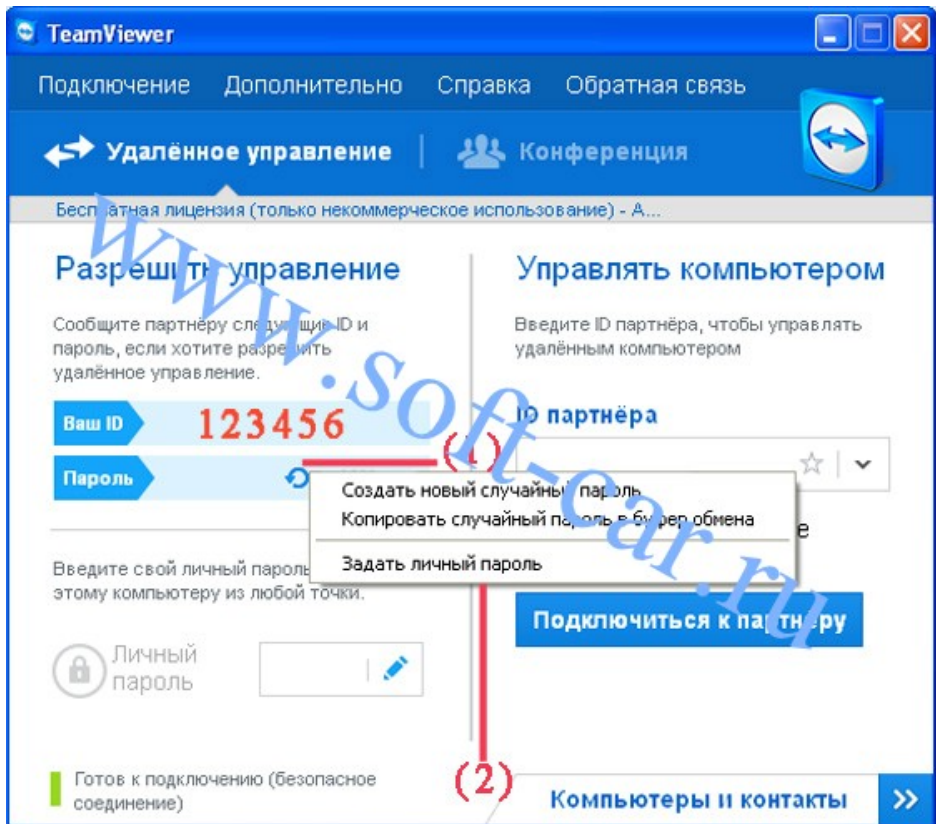 TeamViewer
Подключение Дополнительно Справка Обратная связь
Удалённое управление Конференция
Бесплатная лицензия (только некоммерческое использование) - А...
Разрешить управление
Сообщите партнёру следующие ID и
пароль, если хотите разрешить
удалённое управление.
Ваш ID 123456
Пароль
(1)
Управлять компьютером
Введите ID партнёра, чтобы управлять
удалённым компьютером
ID партнёра
Создать новый случайный пароль
Копировать случайный пароль в буфер обмена
Задать личный пароль
Введите свой личный пароль
этому компьютеру из любой точки.
Личный
пароль
Подключиться к партнёру
Готов к подключению (безопасное
соединение)
(2)
Компьютеры и контакты
www.soft-car.ru